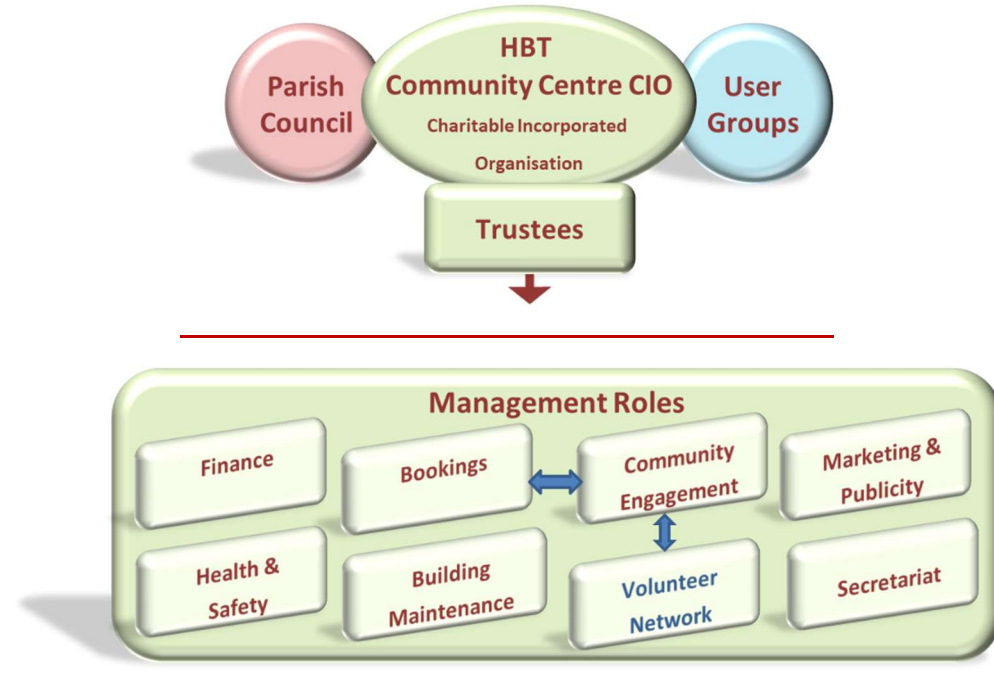 Parish
Council
HBT
Community Centre CIO
Charitable Incorporated
Organisation
User
Groups
Trustees
Management Roles
Finance
Bookings
Community
Engagement
Marketing &
Publicity
Health &
Safety
Building
Maintenance
Volunteer
Network
Secretariat